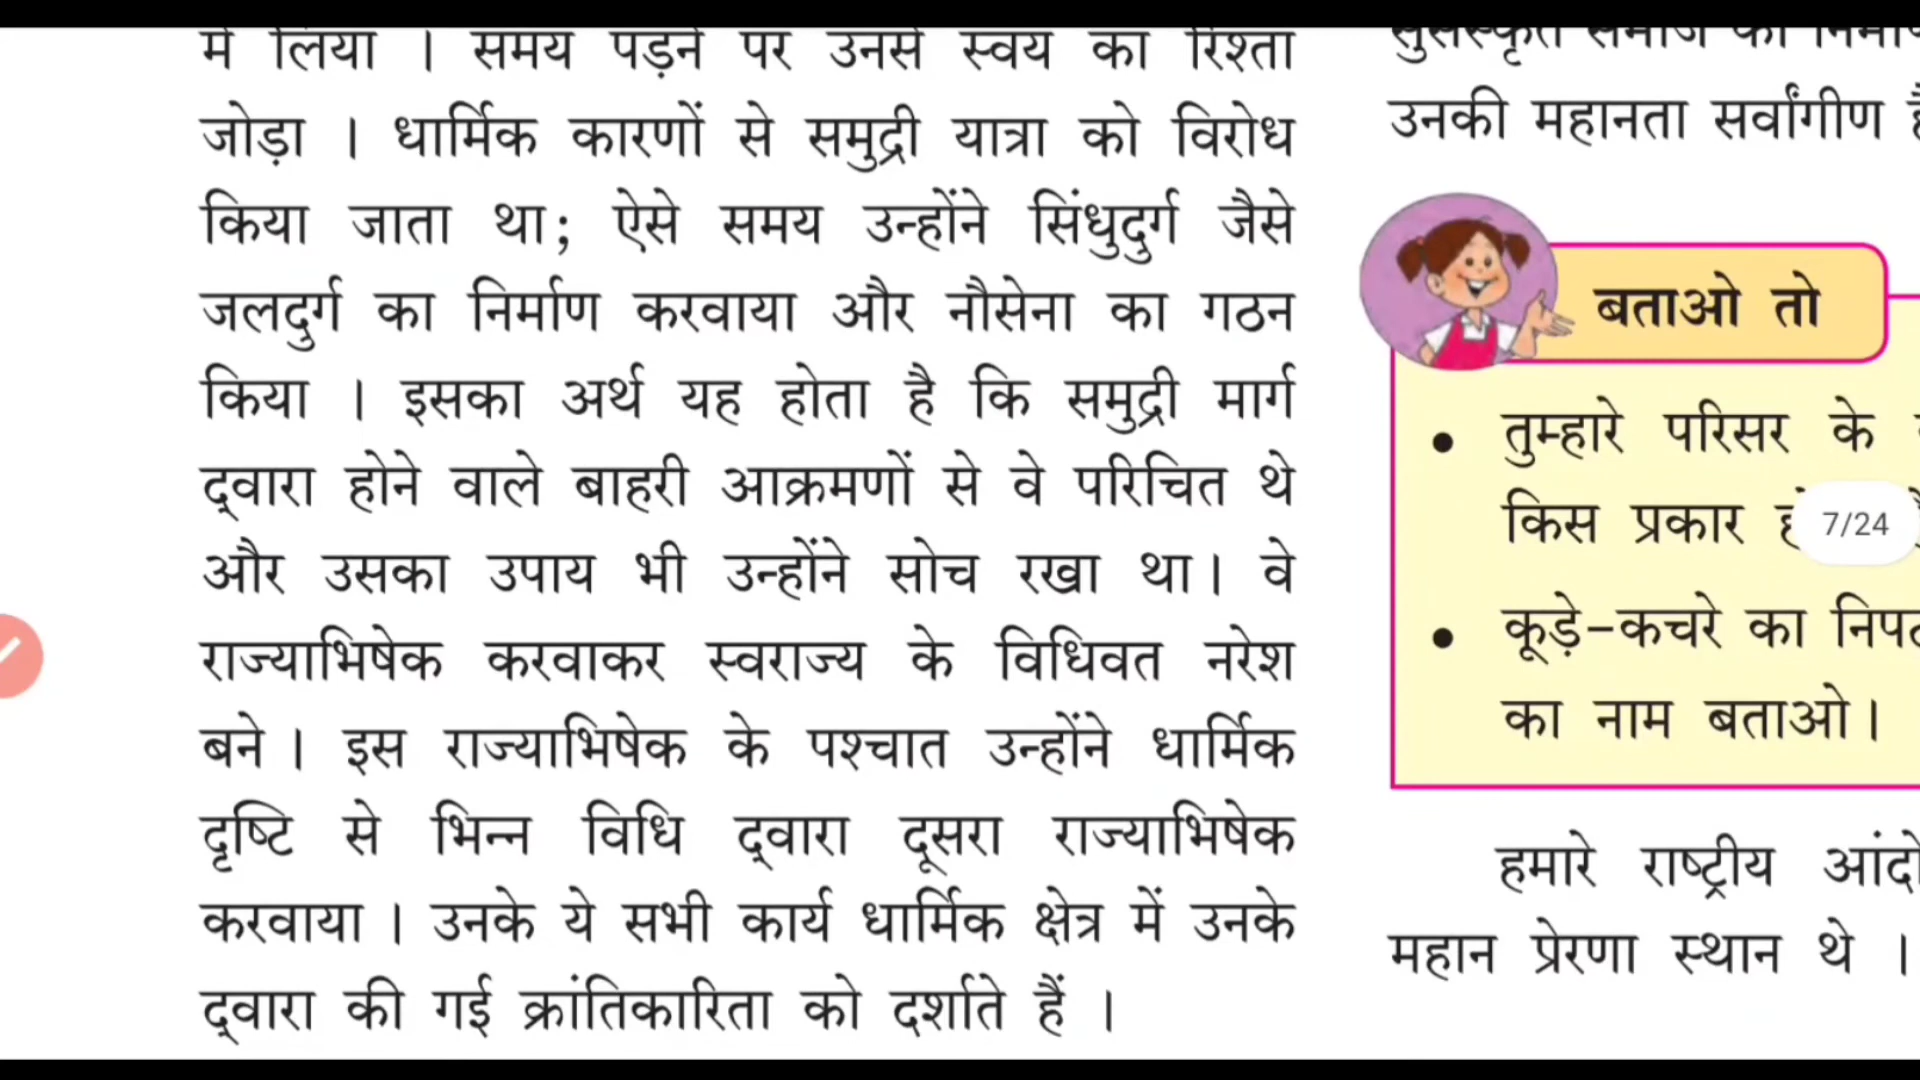 में लिया । समय पड़ने पर उनसे स्वयं का रिश्ता
जोड़ा । धार्मिक कारणों से समुद्री यात्रा को विरोध
किया जाता था; ऐसे समय उन्होंने सिंधुदुर्ग जैसे
जलदुर्ग का निर्माण करवाया और नौसेना का गठन
किया । इसका अर्थ यह होता है कि समुद्री मार्ग
द्‌वारा होने वाले बाहरी आक्रमणों से वे परिचित थे
और उसका उपाय भी उन्होंने सोच रखा था। वे
राज्याभिषेक करवाकर स्वराज्य के विधिवत नरेश
बने । इस राज्याभिषेक के पश्चात उन्होंने धार्मिक
दृष्टि से भिन्न विधि द्‌वारा दूसरा राज्याभिषेक
करवाया । उनके ये सभी कार्य धार्मिक क्षेत्र में उनके
द्‌वारा की गई क्रांतिकारिता को दर्शाते हैं ।
सुसंस्कृत समाज का
उनकी महानता सर्वांगीण
बताओ तो
• तुम्हारे परिसर के
किस प्रकार
7/24
• कूड़े-कचरे का
का नाम बताओ।
हमारे राष्ट्रीय
महान प्रेरणा स्थान थे ।